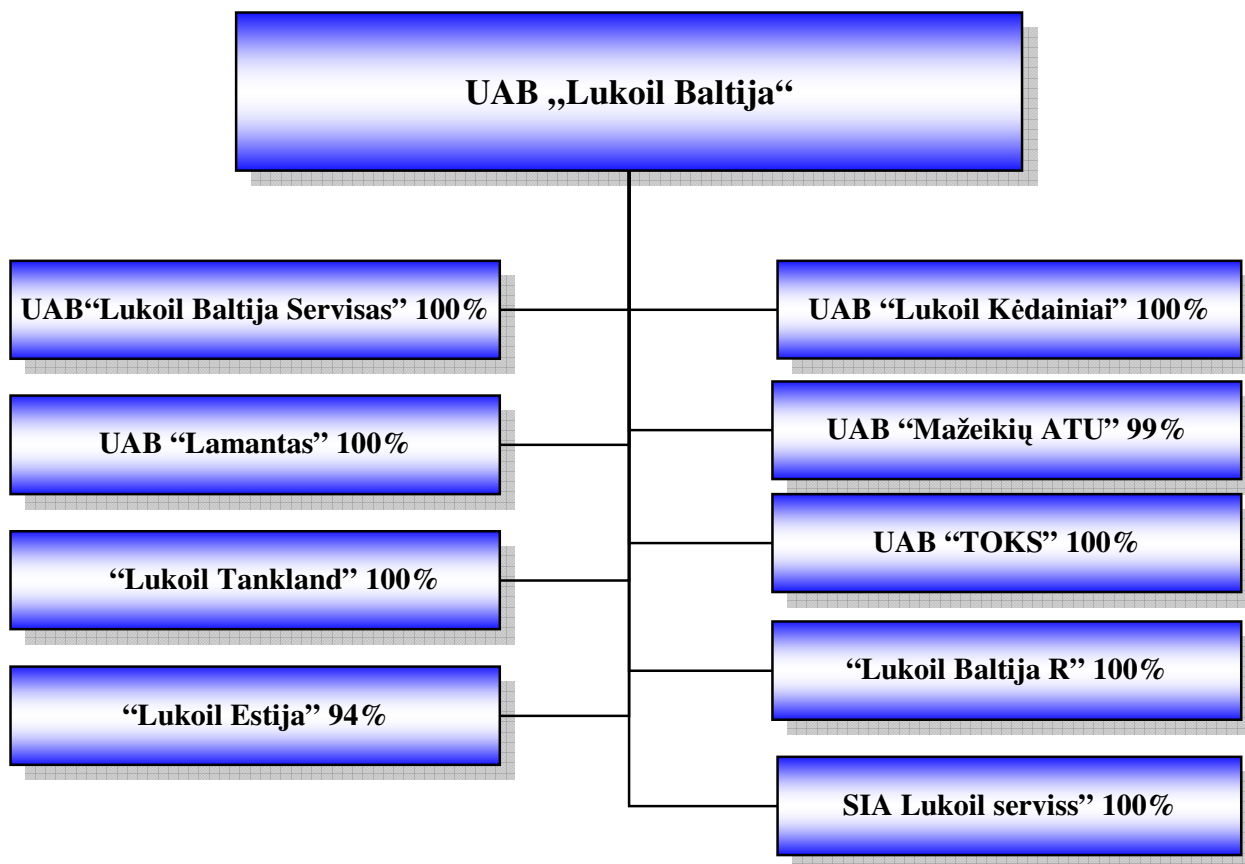 UAB „Lukoil Baltija“
UAB“Lukoil Baltija Servisas” 100%
UAB “Lukoil Kėdainiai” 100%
UAB “Lamantas” 100%
UAB “Mažeikių ATU” 99%
UAB “TOKS” 100%
“Lukoil Tankland” 100%
“Lukoil Baltija R” 100%
“Lukoil Estija” 94%
SIA Lukoil serviss” 100%